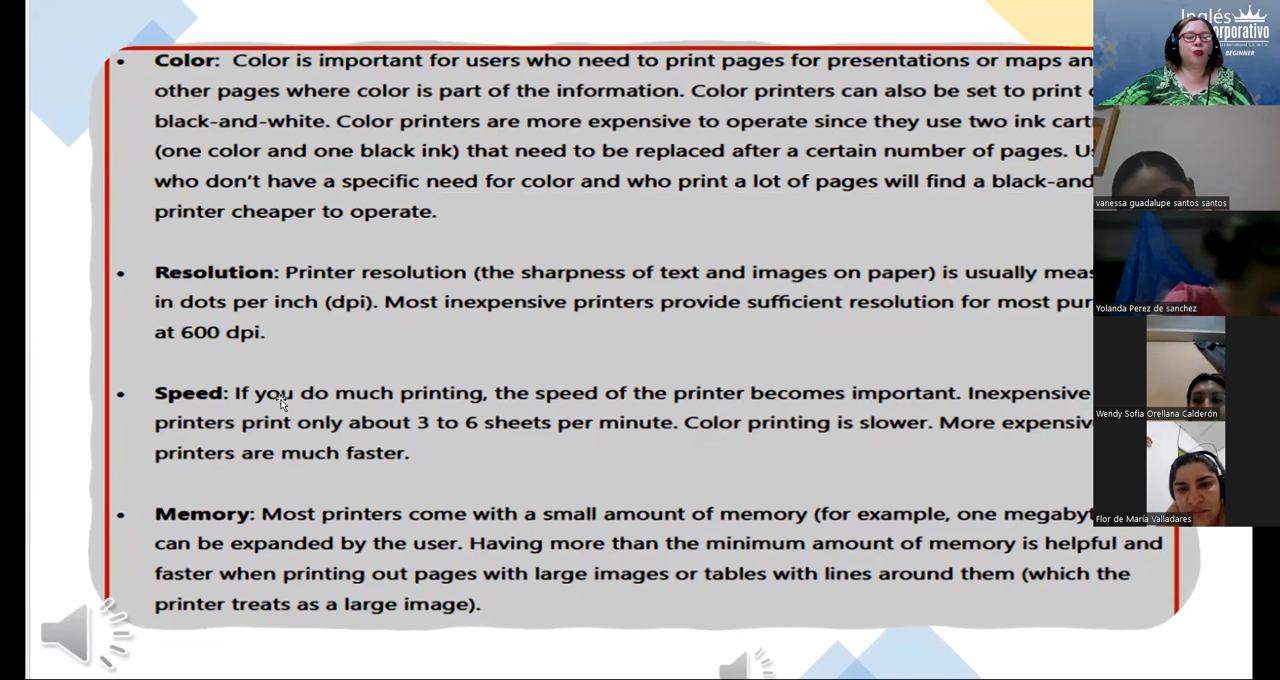 Color: Color is important for users who need to print pages for presentations or maps an
other pages where color is part of the information. Color printers can also be set to print
black-and-white. Color printers are more expensive to operate since they use two ink cart
(one color and one black ink) that need to be replaced after a certain number of pages. U
who don't have a specific need for color and who print a lot of pages will find a black-and
printer cheaper to operate.
Resolution: Printer resolution (the sharpness of text and images on paper) is usually meas
in dots per inch (dpi). Most inexpensive printers provide sufficient resolution for most pur
at 600 dpi.
Speed: If you do much printing, the speed of the printer becomes important. Inexpensive
printers print only about 3 to 6 sheets per minute. Color printing is slower. More expensiv
printers are much faster.
Memory: Most printers come with a small amount of memory (for example, one megabyt
can be expanded by the user. Having more than the minimum amount of memory is helpful and
faster when printing out pages with large images or tables with lines around them (which the
printer treats as a large image).
Inglés
orporativo
BEGINNER
vanessa guadalupe santos santos
Yolanda Perez de sanchez
Wendy Sofia Orellana Calderón
Flor de María Valladares